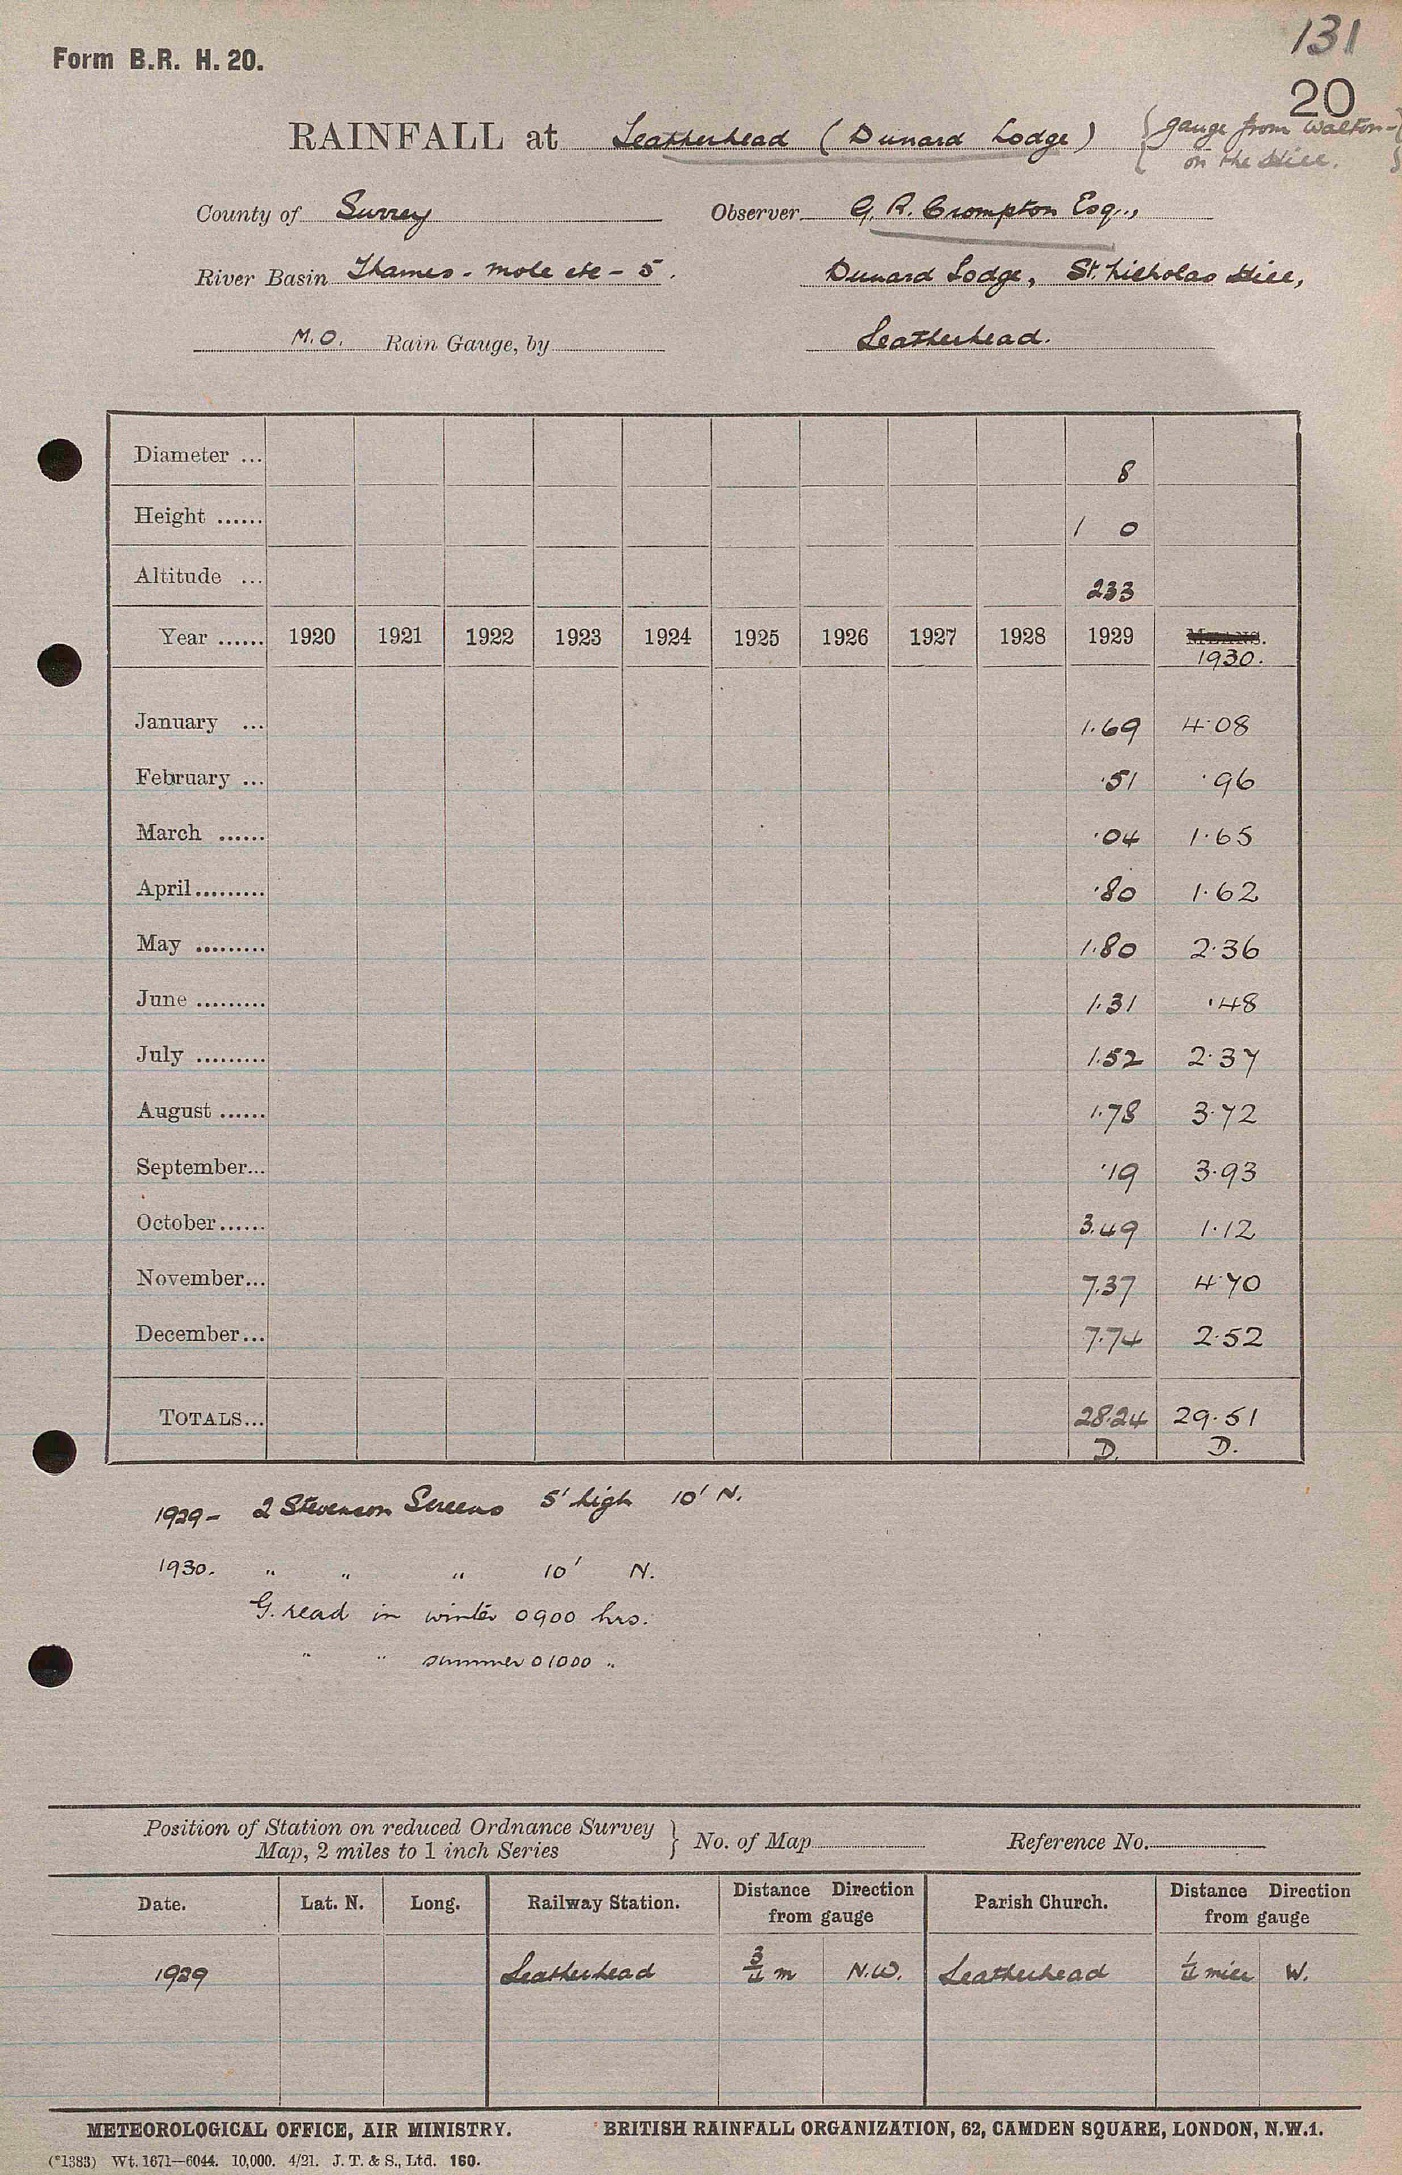 131
Form B.R. H. 20.
20
RAINFALL at Leatherhead (Dunard Lodge) {gauge from Walton-
on the Hill.}
County of Surrey Observer G. R. Crompton Esq.,
River Basin Thames - Mole etc - 5. Dunard Lodge, St. Nicholas Hill,
M.O. Rain Gauge, by Leatherhead.
Diameter ... 8
Height ...... 1 0
Altitude ... 233
Year ...... 1920 1921 1922 1923 1924 1925 1926 1927 1928 1929 MEANS.
1930.
January ... 1.69 4.08
February ... .51 .96
March ...... .04 1.65
April ......... .80 1.62
May ......... 1.80 2.36
June ......... 1.31 .48
July ......... 1.52 2.37
August ...... 1.78 3.72
September... .19 3.93
October ...... 3.49 1.12
November... 7.37 4.70
December... 7.74 2.52
TOTALS... 28.24 29.51
D. D.
1929- 2 Stevenson Screens 5' high 10' N.
1930. " " " 10' N.
G. read in winter 0900 hrs.
" " summer 01000 "
Position of Station on reduced Ordnance Survey
Map, 2 miles to 1 inch Series } No. of Map Reference No.
Date. Lat. N. Long. Railway Station. Distance Direction
from gauge Parish Church. Distance Direction
from gauge
1929 Leatherhead 3/4 m N.W. Leatherhead 1/4 mile W.
METEOROLOGICAL OFFICE, AIR MINISTRY. BRITISH RAINFALL ORGANIZATION, 62, CAMDEN SQUARE, LONDON, N.W.1.
(*1383) Wt. 1671—6044. 10,000. 4/21. J. T. & S., Ltd. 160.